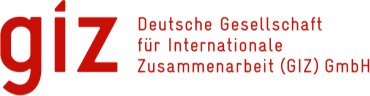 giz
Deutsche Gesellschaft
für Internationale
Zusammenarbeit (GIZ) GmbH